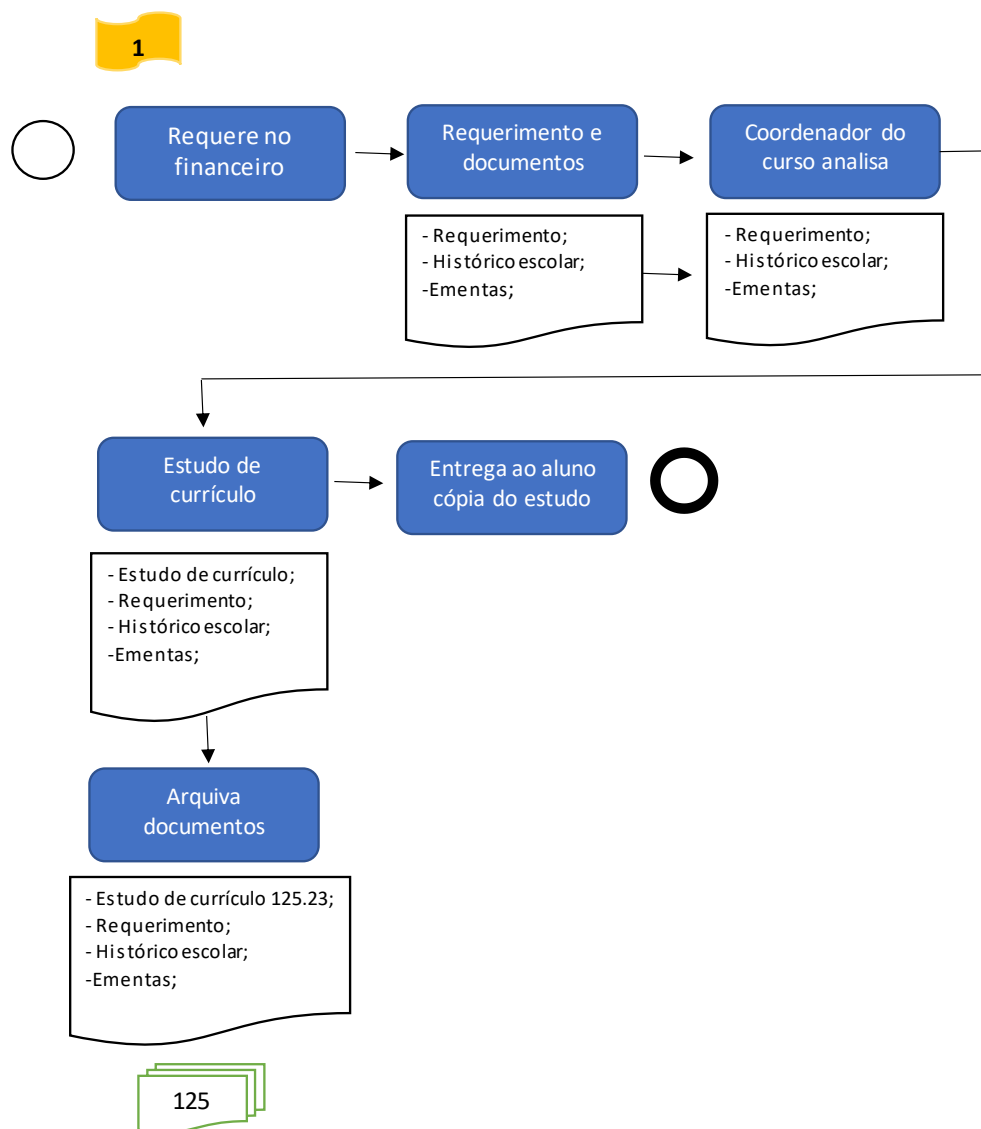 1
Requere no
financeiro
Requerimento e
documentos
Coordenador do
curso analisa
- Requerimento;
- Histórico escolar;
-Ementas;
- Requerimento;
- Histórico escolar;
-Ementas;
Estudo de
currículo
Entrega ao aluno
cópia do estudo
- Estudo de currículo;
- Requerimento;
- Histórico escolar;
-Ementas;
Arquiva
documentos
- Estudo de currículo 125.23;
- Requerimento;
- Histórico escolar;
-Ementas;
125